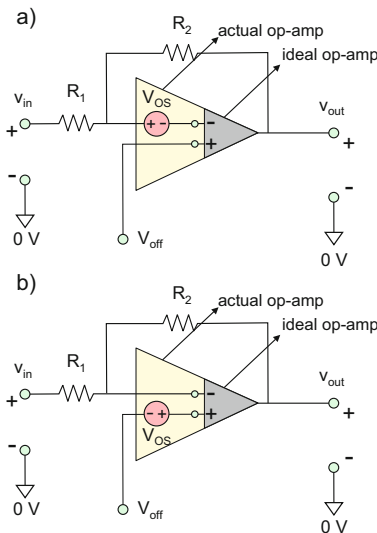 a)
actual op-amp
R2
ideal op-amp
vin
R1
VOS
vout
+
+ -
-
+
+
-
-
0 V
Voff
0 V
b)
R2
actual op-amp
ideal op-amp
vin
R1
vout
+
-
- +
+
+
VOS
-
-
0 V
Voff
0 V